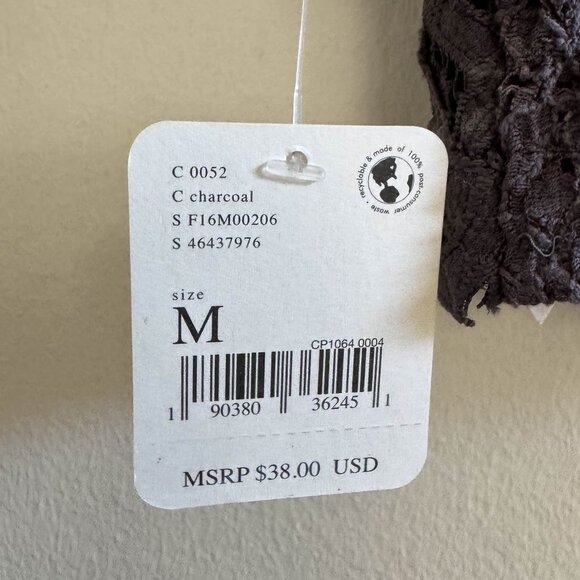 C 0052
C charcoal
S F16M00206
S 46437976
recyclable & made of 100% post-consumer waste •
size
M
CP1064 0004
1 90380 36245 1
MSRP $38.00 USD